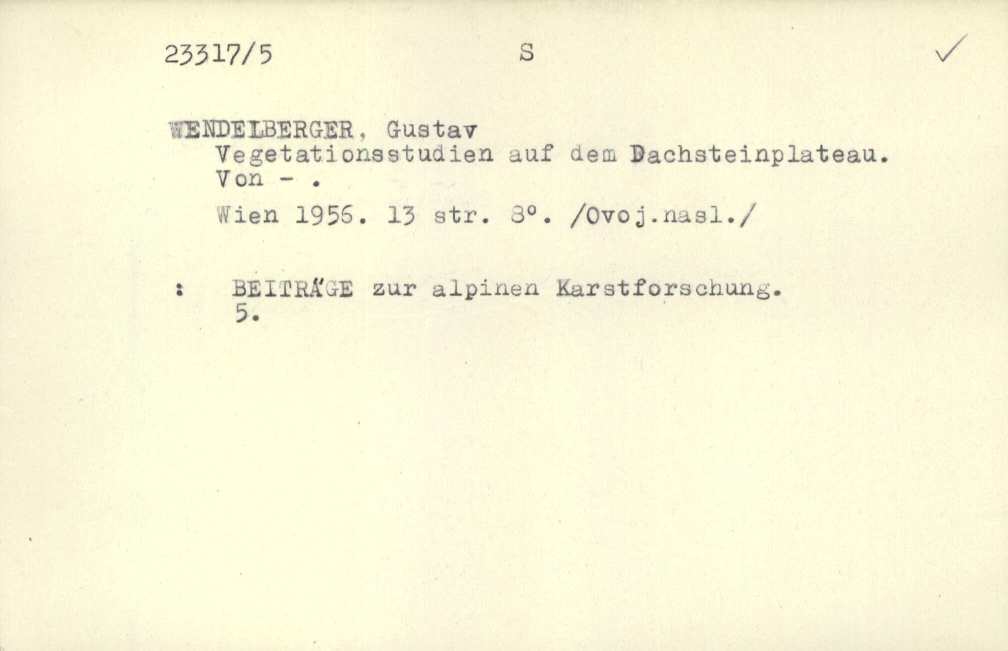 23317/5 S ✓
WENDELBERGER, Gustav
Vegetationsstudien auf dem Dachsteinplateau.
Von - .
Wien 1956. 13 str. 8°. /Ovoj.nasl./
: BEITRÄGE zur alpinen Karstforschung.
5.